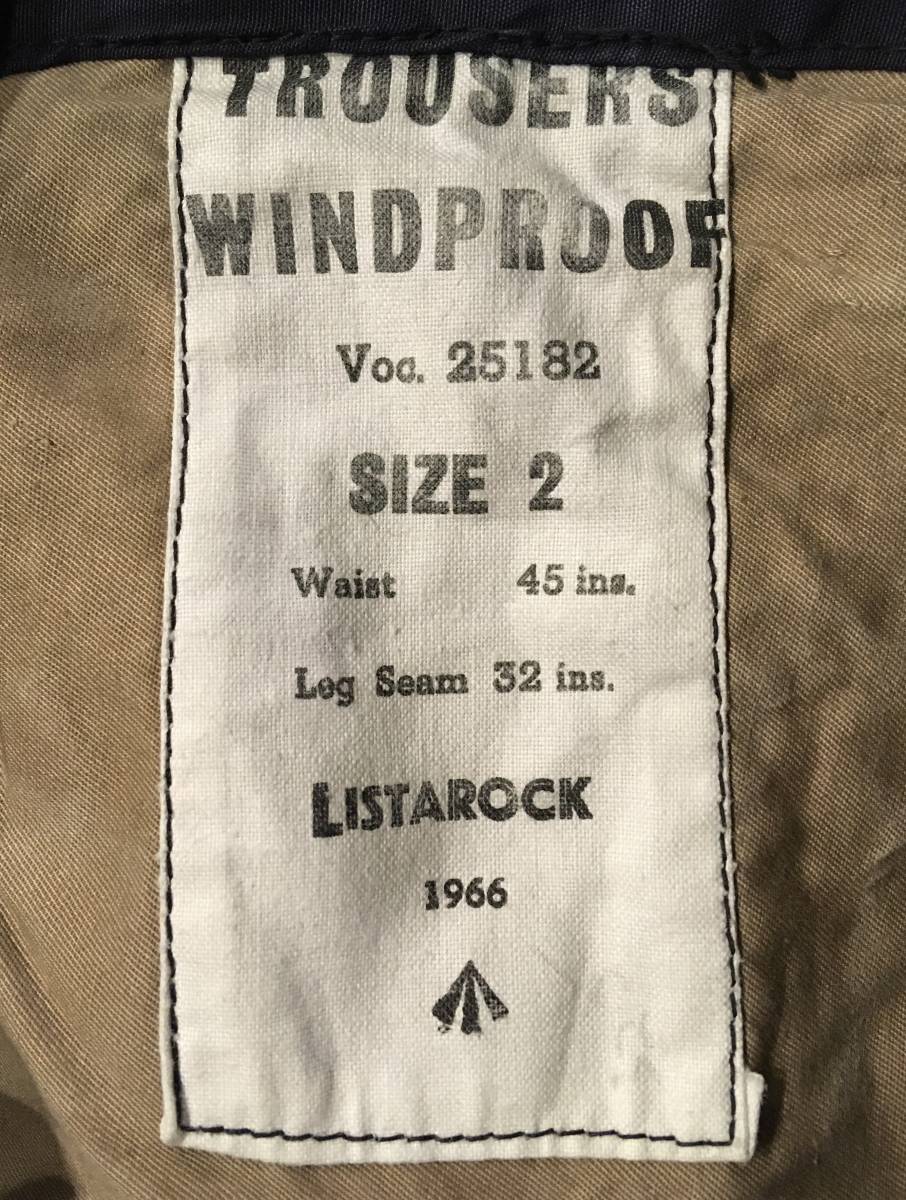 TROUSERS
WINDPROOF
Voc. 25182
SIZE 2
Waist 45 ins.
Leg Seam 32 ins.
LISTAROCK
1966